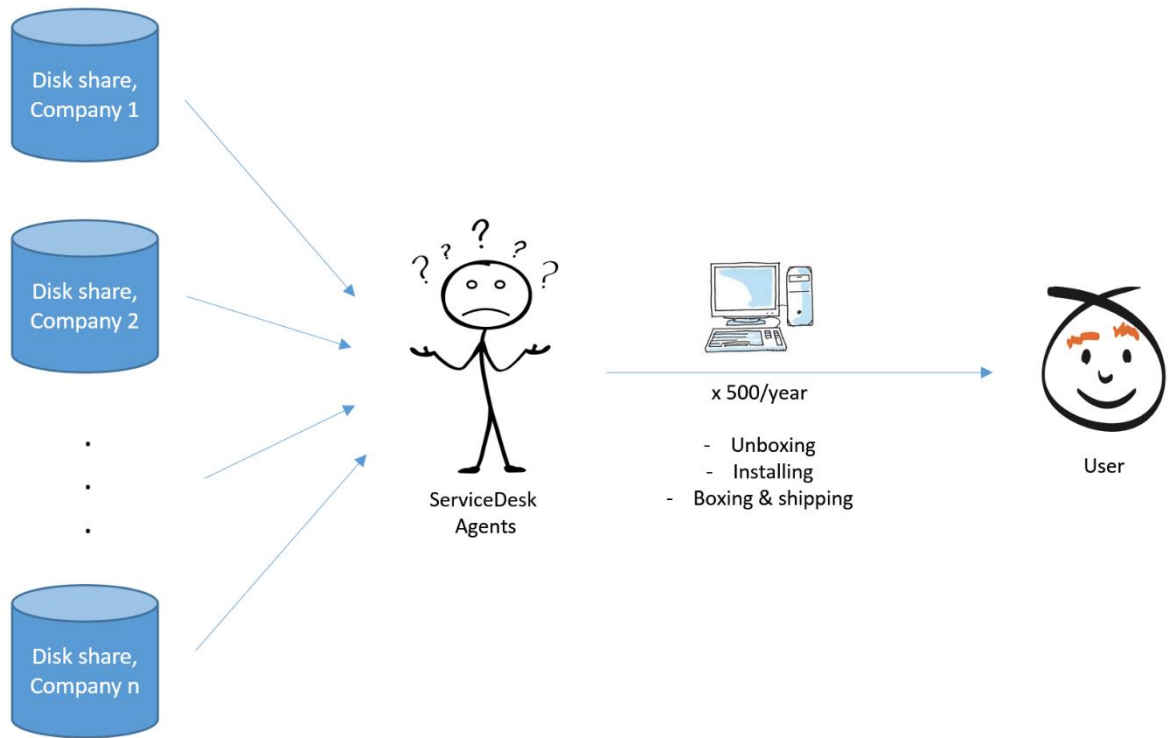 Disk share,
Company 1
Disk share,
Company 2
.
.
.
Disk share,
Company n
? ? ? ? ?
ServiceDesk
Agents
x 500/year
- Unboxing
- Installing
- Boxing & shipping
User